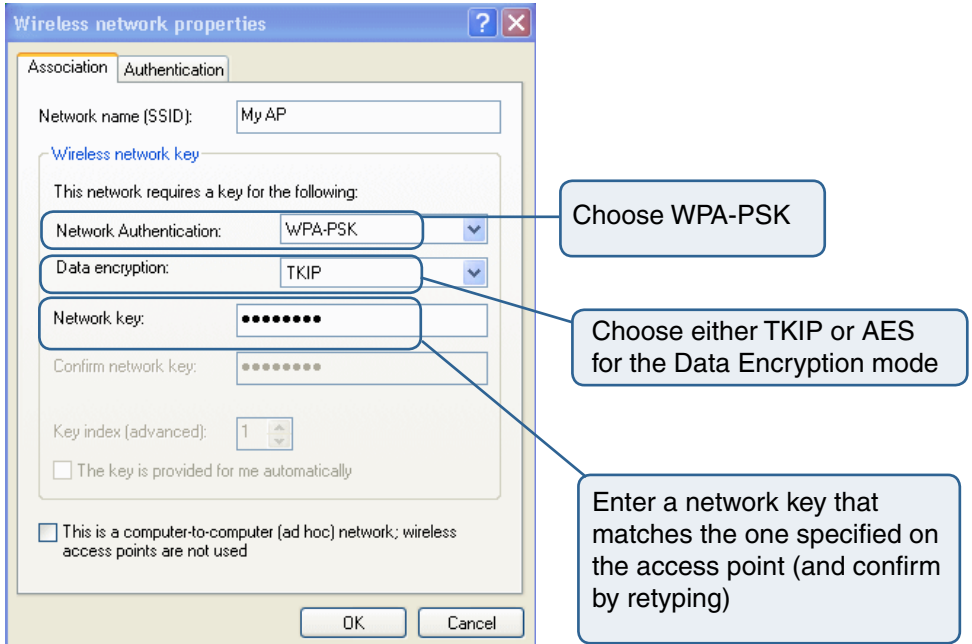 Wireless network properties
Association
Authentication
Network name (SSID):
My AP
Wireless network key
This network requires a key for the following:
Network Authentication:
WPA-PSK
Choose WPA-PSK
Data encryption:
TKIP
Choose either TKIP or AES
for the Data Encryption mode
Network key:
••••••••
Confirm network key:
••••••••
Key index (advanced):
1
The key is provided for me automatically
Enter a network key that
matches the one specified on
the access point (and confirm
by retyping)
This is a computer-to-computer (ad hoc) network; wireless
access points are not used
OK
Cancel